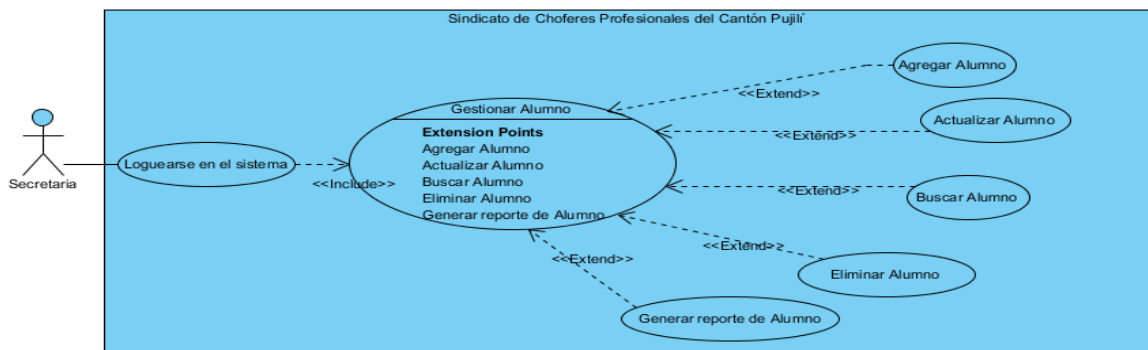 Sindicato de Choferes Profesionales del Cantón Pujilí
Agregar Alumno
<<Extend>>
Gestionar Alumno
Extension Points
Agregar Alumno
Actualizar Alumno
Buscar Alumno
Eliminar Alumno
Generar reporte de Alumno
Actualizar Alumno
<<Extend>>
Loguearse en el sistema
<<Include>>
Secretaria
<<Extend>>
Buscar Alumno
<<Extend>>
Eliminar Alumno
<<Extend>>
Generar reporte de Alumno